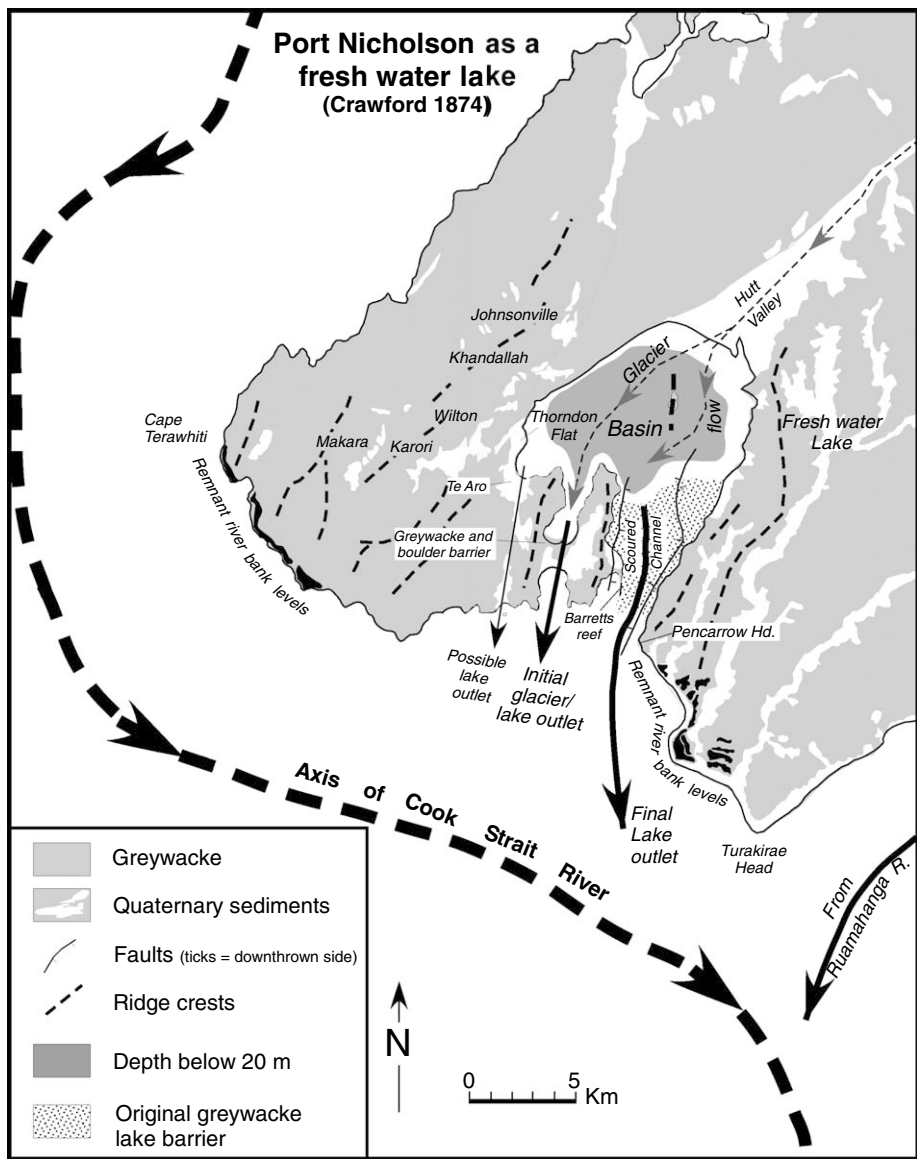 Port Nicholson as a
fresh water lake
(Crawford 1874)
Hutt
Valley
Johnsonville
Khandallah
Glacier
flow
Basin
Fresh water
Lake
Cape
Terawhiti
Makara
Karori
Wilton
Thorndon
Flat
Te Aro
Remnant river bank levels
Greywacke and
boulder barrier
Scoured
Channel
Barretts
reef
Pencarrow Hd.
Possible
lake
outlet
Initial
glacier/
lake outlet
Remnant river bank levels
Final
Lake
outlet
Turakirae
Head
Axis of Cook Strait River
From
Ruamahanga R.
Greywacke
Quaternary sediments
Faults (ticks = downthrown side)
Ridge crests
Depth below 20 m
Original greywacke
lake barrier
N
0 5
Km